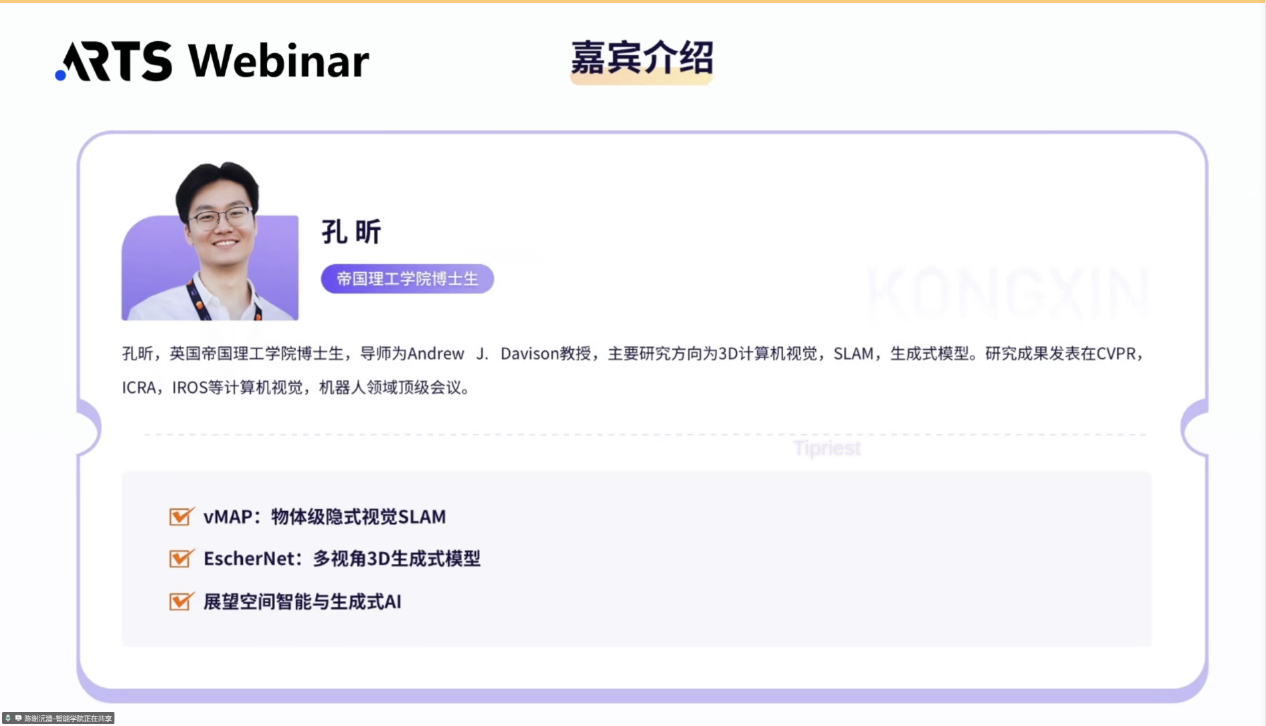 ARTS Webinar
嘉宾介绍
孔 昕
帝国理工学院博士生
KONGXIN
孔昕，英国帝国理工学院博士生，导师为Andrew J. Davison教授，主要研究方向为3D计算机视觉，SLAM，生成式模型。研究成果发表在CVPR，
ICRA，IROS等计算机视觉，机器人领域顶级会议。
Tipriest
vMAP：物体级隐式视觉SLAM
EscherNet：多视角3D生成式模型
展望空间智能与生成式AI
智能学院正在共享